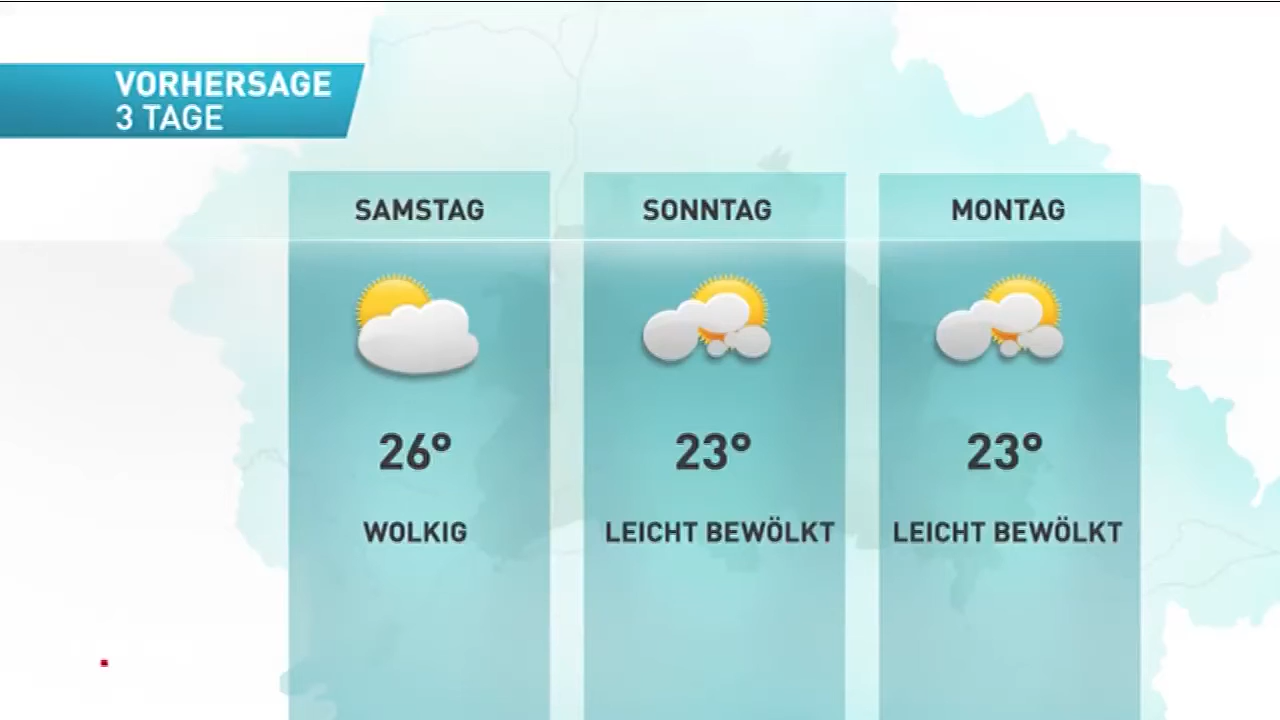 VORHERSAGE
3 TAGE
SAMSTAG
SONNTAG
MONTAG
26°
23°
23°
WOLKIG
LEICHT BEWÖLKT
LEICHT BEWÖLKT